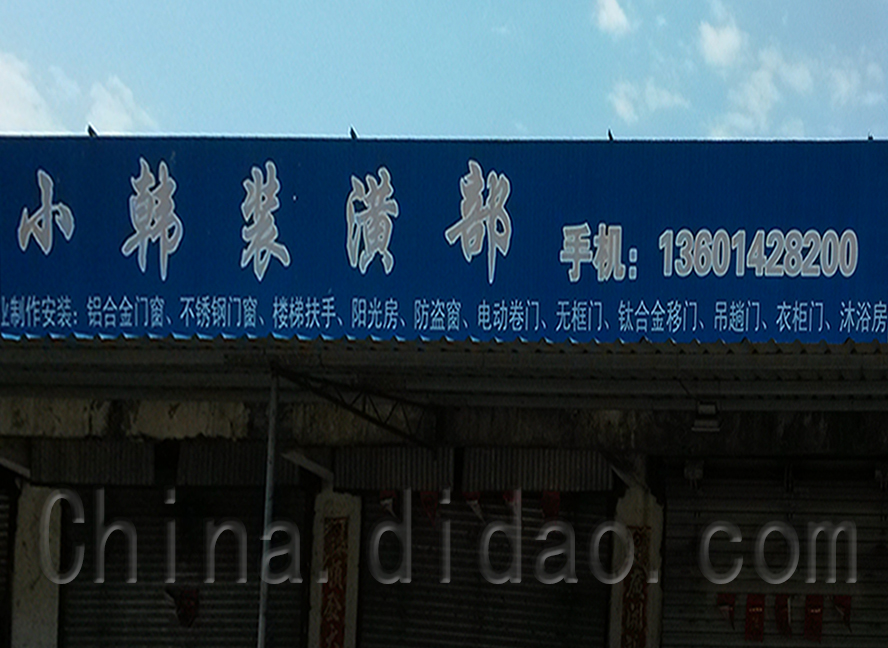 小韩装潢部
手机：13601428200
业制作安装：铝合金门窗、不锈钢门窗、楼梯扶手、阳光房、防盗窗、电动卷门、无框门、钛合金移门、吊趟门、衣柜门、沐浴房
China.didao.com